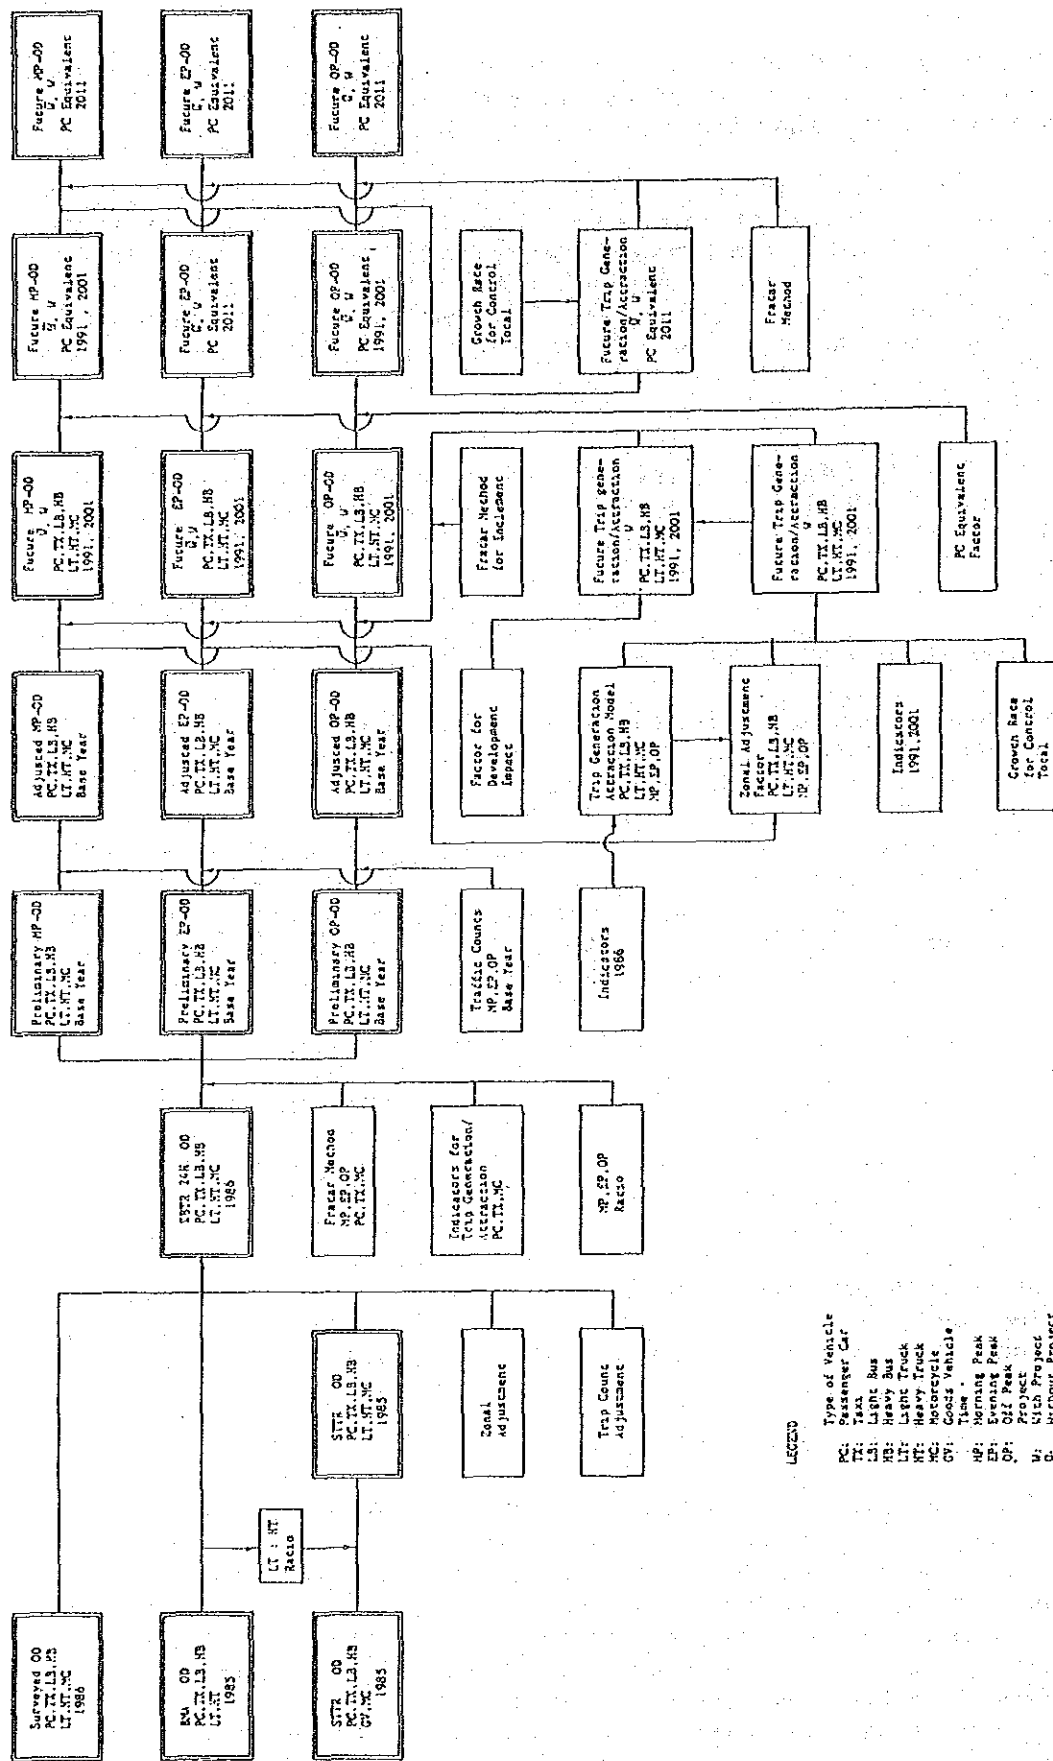 Surveyed OD
PC.TX.LB.HB
LT.HT.MC
1986
BMA OD
PC.TX.LB.HB
LT.HT
1985
STTR OD
PC.TX.LB.HB
GV.MC
1985
LT : HT
Ratio
STTR OD
PC.TX.LB.HB
LT.HT.MC
1985
Zonal
Adjustment
Trip Count
Adjustment
24H OD
PC.TX.LB.HB
LT.HT.MC
1986
Fratar Method
MP,EP,OP
PC.TX.MC
Indicators for
Trip Generation/
Attraction
PC.TX.MC
MP,EP,OP
Ratio
Preliminary MP-OD
PC.TX.LB.HB
LT.HT.MC
Base Year
Preliminary EP-OD
PC.TX.LB.HB
LT.HT.MC
Base Year
Preliminary OP-OD
PC.TX.LB.HB
LT.HT.MC
Base Year
Traffic Counts
MP,EP,OP
Base Year
Indicators
1986
Adjusted MP-OD
PC.TX.LB.HB
LT.HT.MC
Base Year
Adjusted EP-OD
PC.TX.LB.HB
LT.HT.MC
Base Year
Adjusted OP-OD
PC.TX.LB.HB
LT.HT.MC
Base Year
Factor for
Development
Impact
Trip Generation
Attraction Model
PC.TX.LB.HB
LT.HT.MC
MP,EP,OP
Zonal Adjustment
Factor
PC.TX.LB.HB
LT.HT.MC
MP,EP,OP
Indicators
1991,2001
Growth Rate
for Control
Total
Future MP-OD
W̅, W
PC.TX.LB.HB
LT.HT.MC
1991, 2001
Future EP-OD
W̅,W
PC.TX.LB.HB
LT.HT.MC
1991, 2001
Future OP-OD
W̅, W
PC.TX.LB.HB
LT.HT.MC
1991, 2001
Fratar Method
for Inclement
Future Trip gene-
ration/Attraction
W
PC.TX.LB.HB
LT.HT.MC
1991, 2001
Future Trip Gene-
ration/Attraction
W̅
PC.TX.LB.HB
LT.HT.MC
1991, 2001
PC Equivalent
Factor
Future MP-OD
W̅, W
PC Equivalent
1991 , 2001
Future EP-OD
W̅, W
PC Equivalent
2011
Future OP-OD
W̅, W
PC Equivalent
1991, 2001
Growth Rate
for Control
Total
Future Trip Gene-
ration/Attraction
W̅, W
PC Equivalent
2011
Fratar
Method
Future MP-OD
W̅, W
PC Equivalent
2011
Future EP-OD
W̅, W
PC Equivalent
2011
Future OP-OD
W̅, W
PC Equivalent
2011
LEGEND
Type of Vehicle
PC: Passenger Car
TX: Taxi
LB: Light Bus
HB: Heavy Bus
LT: Light Truck
HT: Heavy Truck
MC: Motorcycle
GV: Goods Vehicle
Time
MP: Morning Peak
EP: Evening Peak
OP: Off Peak
Project
W: With Project
W̅: Without Project